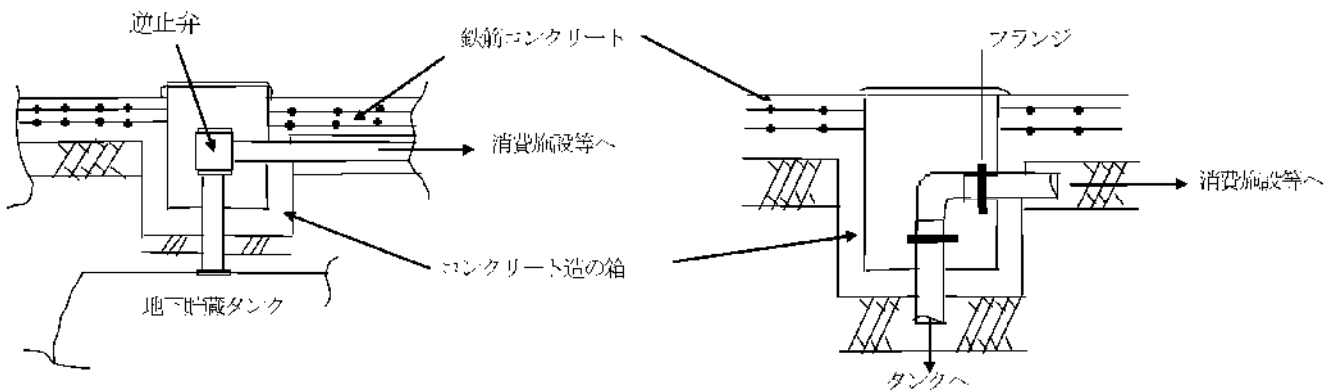 逆止弁
鉄筋コンクリート
フランジ
消費施設等へ
消費施設等へ
コンクリート造の箱
地下貯蔵タンク
タンクへ